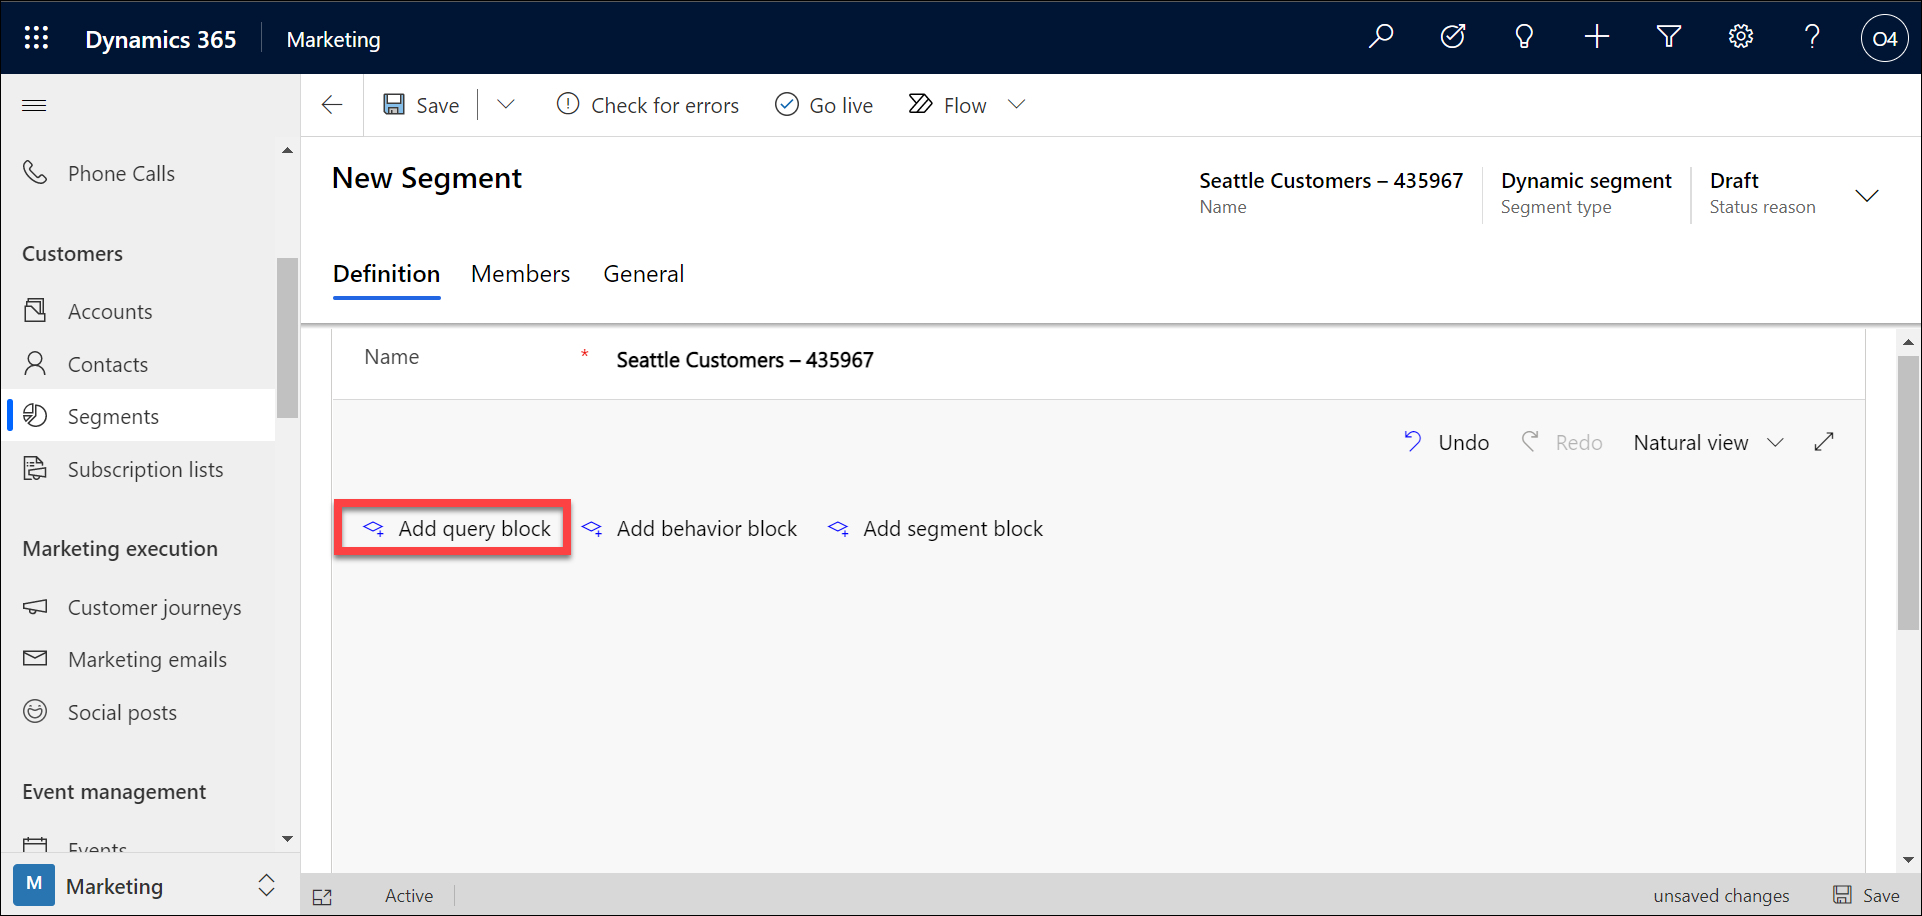 Dynamics 365 Marketing O4
Save Check for errors Go live Flow
Phone Calls
Customers
Accounts
Contacts
Segments
Subscription lists
Marketing execution
Customer journeys
Marketing emails
Social posts
Event management
Events
M Marketing
New Segment
Seattle Customers – 435967
Name
Dynamic segment
Segment type
Draft
Status reason
Definition Members General
Name * Seattle Customers – 435967
Undo Redo Natural view
Add query block Add behavior block Add segment block
Active unsaved changes Save